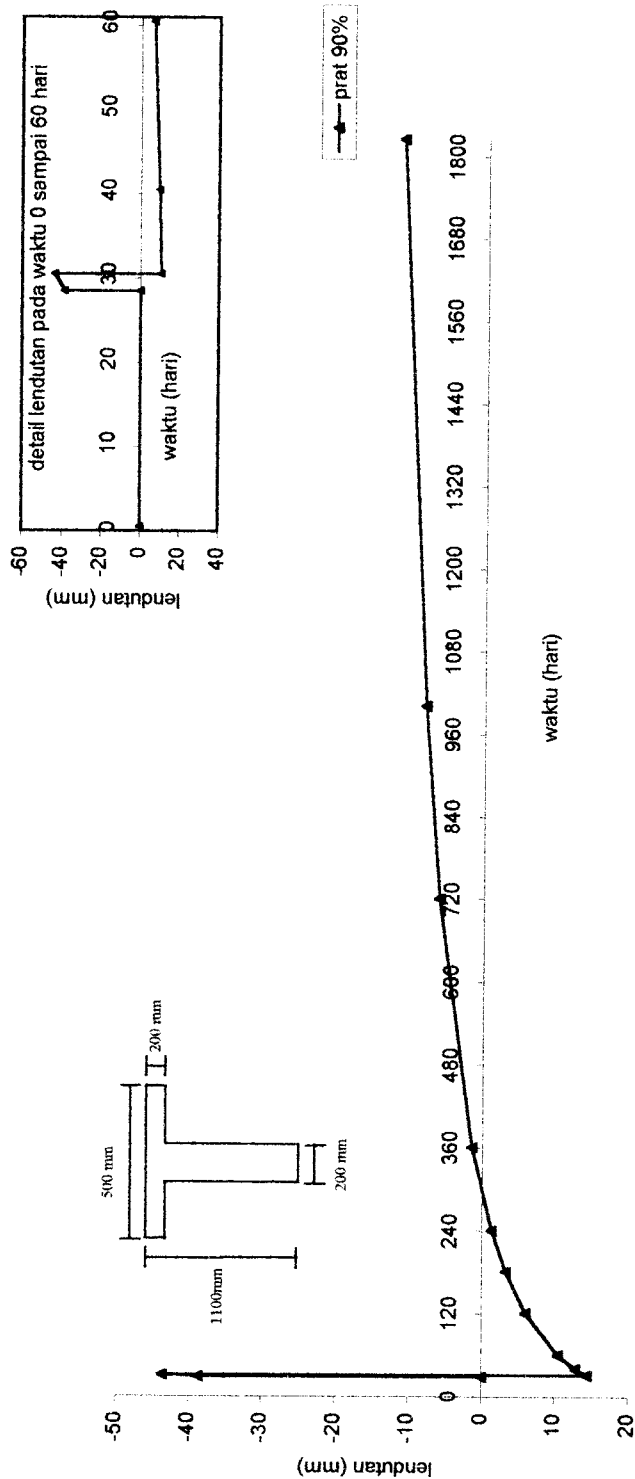 detail lendutan pada waktu 0 sampai 60 hari
-60
-40
-20
0
20
40
0 10 20 30 40 50 60
lendutan (mm)
waktu (hari)
500 mm
200 mm
1100mm
200 mm
prat 90%
-50
-40
-30
-20
-10
0
10
20
0 120 240 360 480 600 720 840 960 1080 1200 1320 1440 1560 1680 1800
lendutan (mm)
waktu (hari)